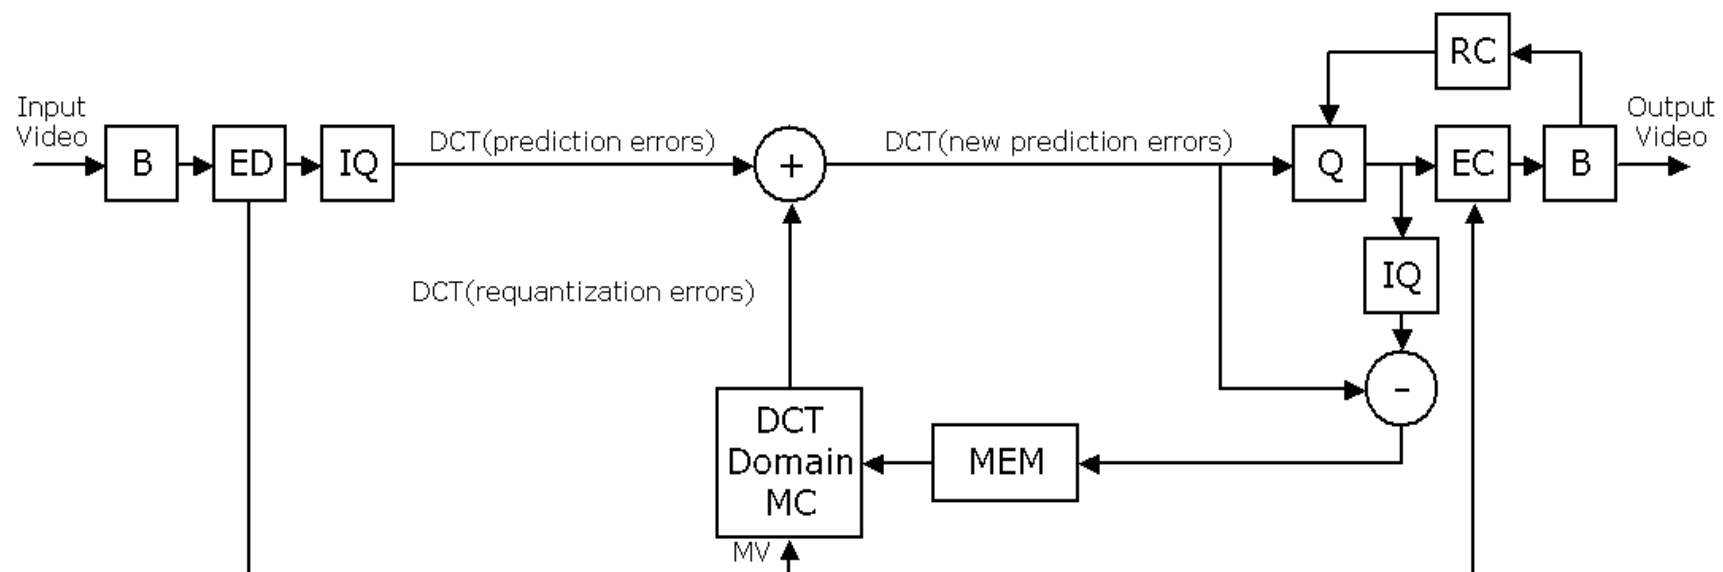 RC
Input
Video
Output
Video
DCT(prediction errors)
DCT(new prediction errors)
B
ED
IQ
+
Q
EC
B
IQ
DCT(requantization errors)
-
DCT
Domain
MC
MEM
MV